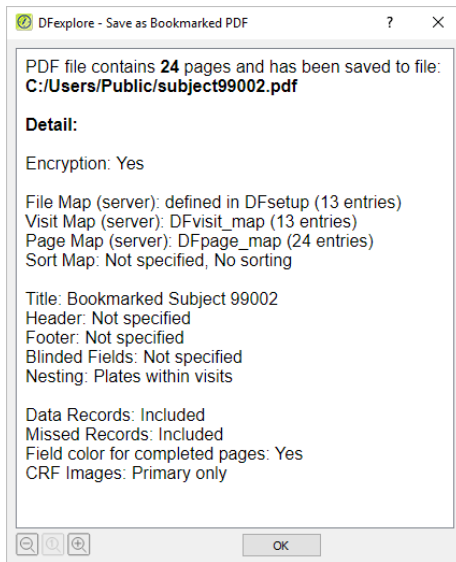 DFexplore - Save as Bookmarked PDF
PDF file contains 24 pages and has been saved to file:
C:/Users/Public/subject99002.pdf
Detail:
Encryption: Yes
File Map (server): defined in DFsetup (13 entries)
Visit Map (server): DFvisit_map (13 entries)
Page Map (server): DFpage_map (24 entries)
Sort Map: Not specified, No sorting
Title: Bookmarked Subject 99002
Header: Not specified
Footer: Not specified
Blinded Fields: Not specified
Nesting: Plates within visits
Data Records: Included
Missed Records: Included
Field color for completed pages: Yes
CRF Images: Primary only
OK